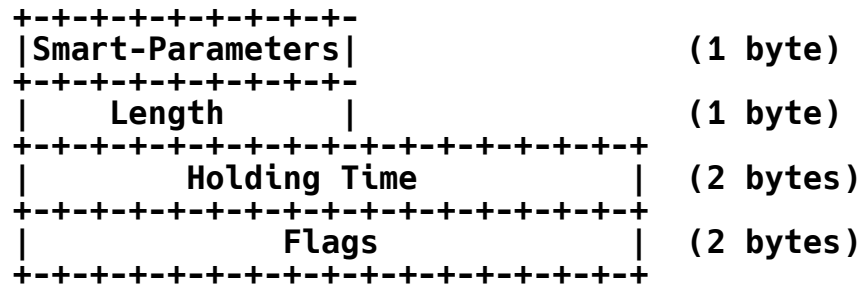 +-+-+-+-+-+-+-+-+-
|Smart-Parameters| (1 byte)
+-+-+-+-+-+-+-+-+-
| Length | (1 byte)
+-+-+-+-+-+-+-+-+-+-+-+-+-+-+-+-+
| Holding Time | (2 bytes)
+-+-+-+-+-+-+-+-+-+-+-+-+-+-+-+-+
| Flags | (2 bytes)
+-+-+-+-+-+-+-+-+-+-+-+-+-+-+-+-+